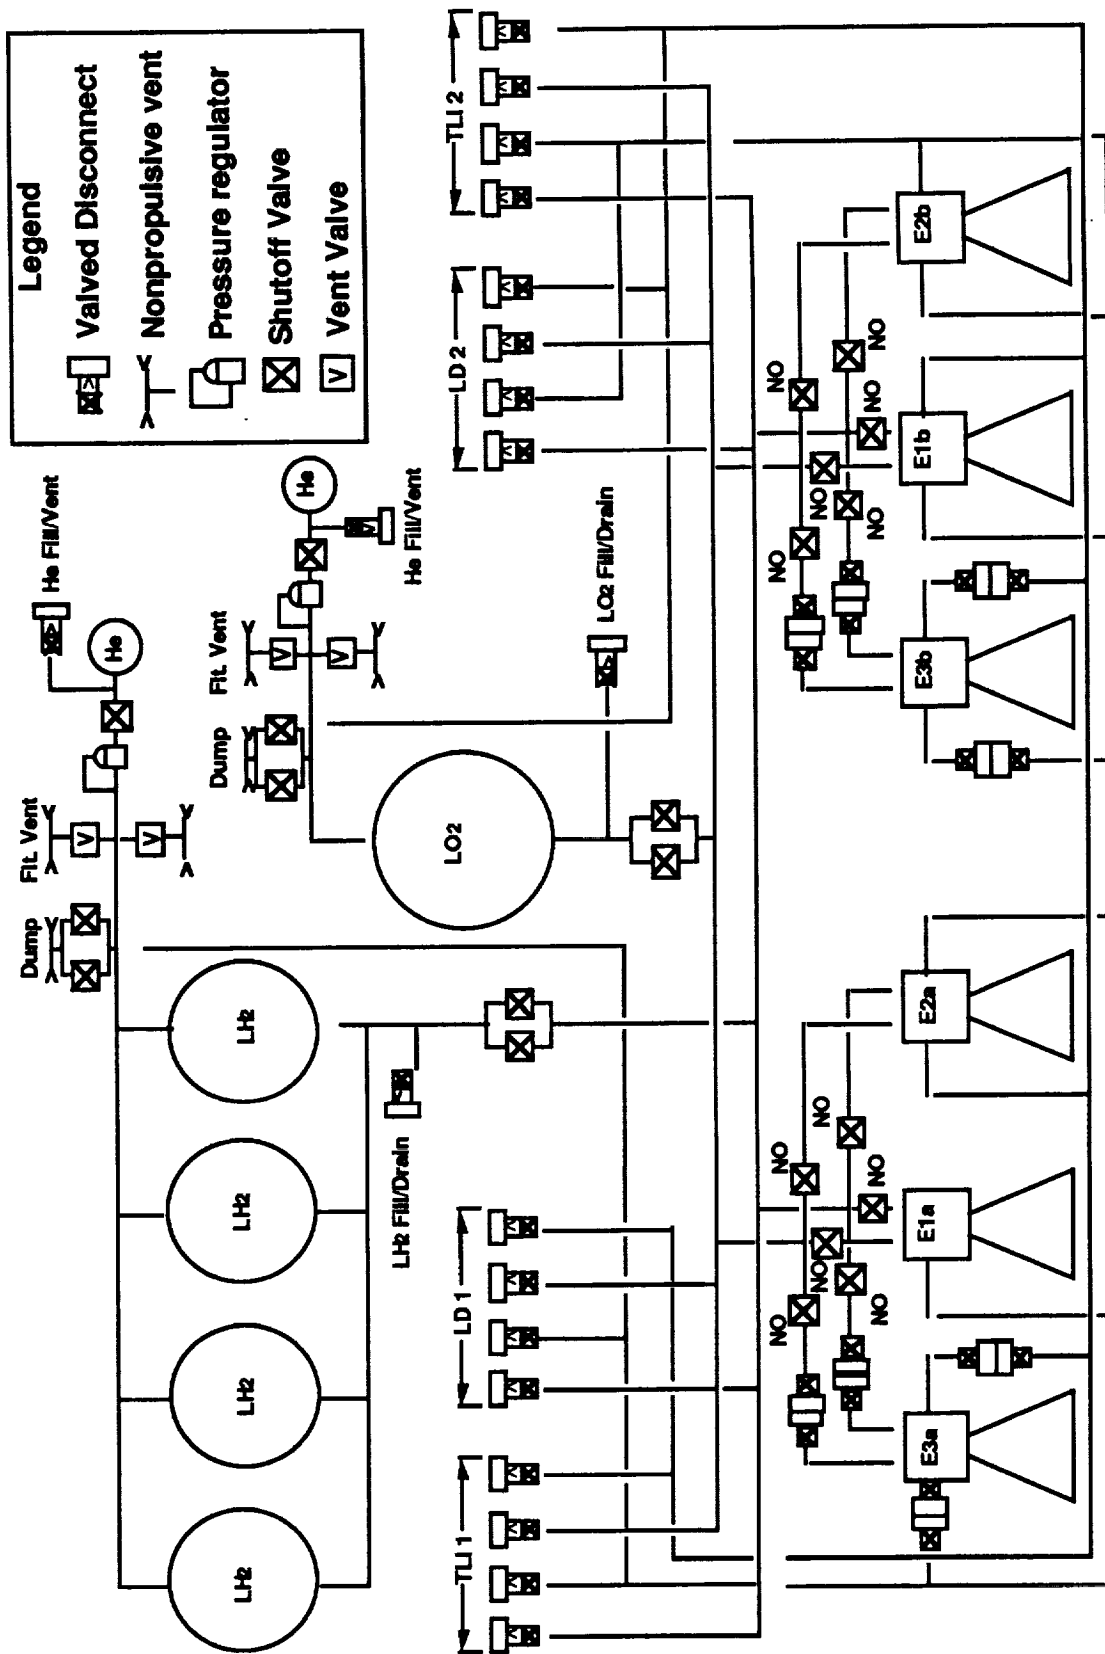 Legend
Valved Disconnect
Nonpropulsive vent
Pressure regulator
Shutoff Valve
V Vent Valve
He Fill/Vent
He
Flt. Vent
V
V
Dump
LH2
LH2
LH2
LH2
LH2 Fill/Drain
He
He Fill/Vent
Flt. Vent
V
V
Dump
LO2
LO2 Fill/Drain
TLI 1
LD 1
LD 2
TLI 2
NO
NO
NO
NO
NO
NO
E3a
E1a
E2a
NO
NO
NO
NO
NO
NO
E3b
E1b
E2b